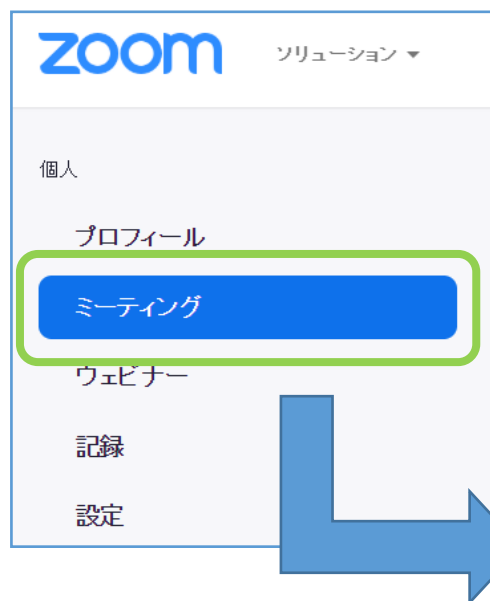 zoom ソリューション ▼
個人
プロフィール
ミーティング
ウェビナー
記録
設定